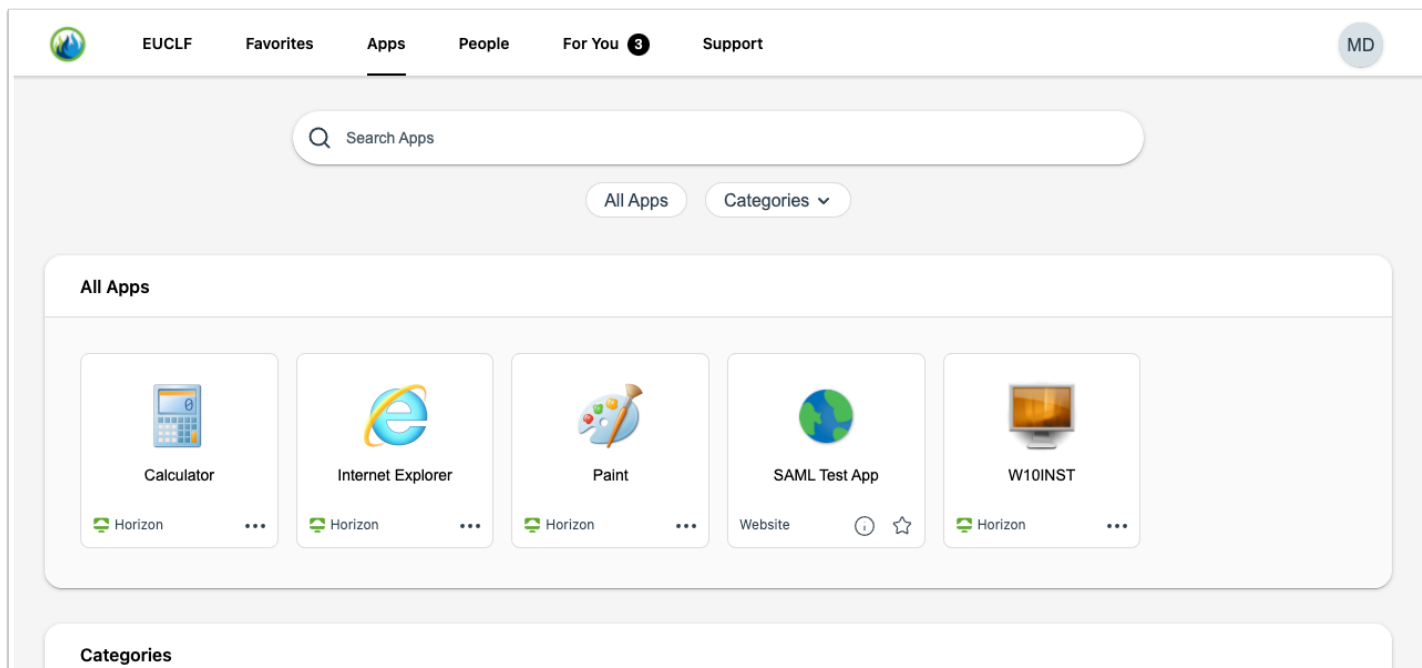 EUCLF Favorites Apps People For You 3 Support MD
Search Apps
All Apps Categories
All Apps
0
Calculator Internet Explorer Paint SAML Test App W10INST
Horizon Horizon Horizon Website Horizon
Categories